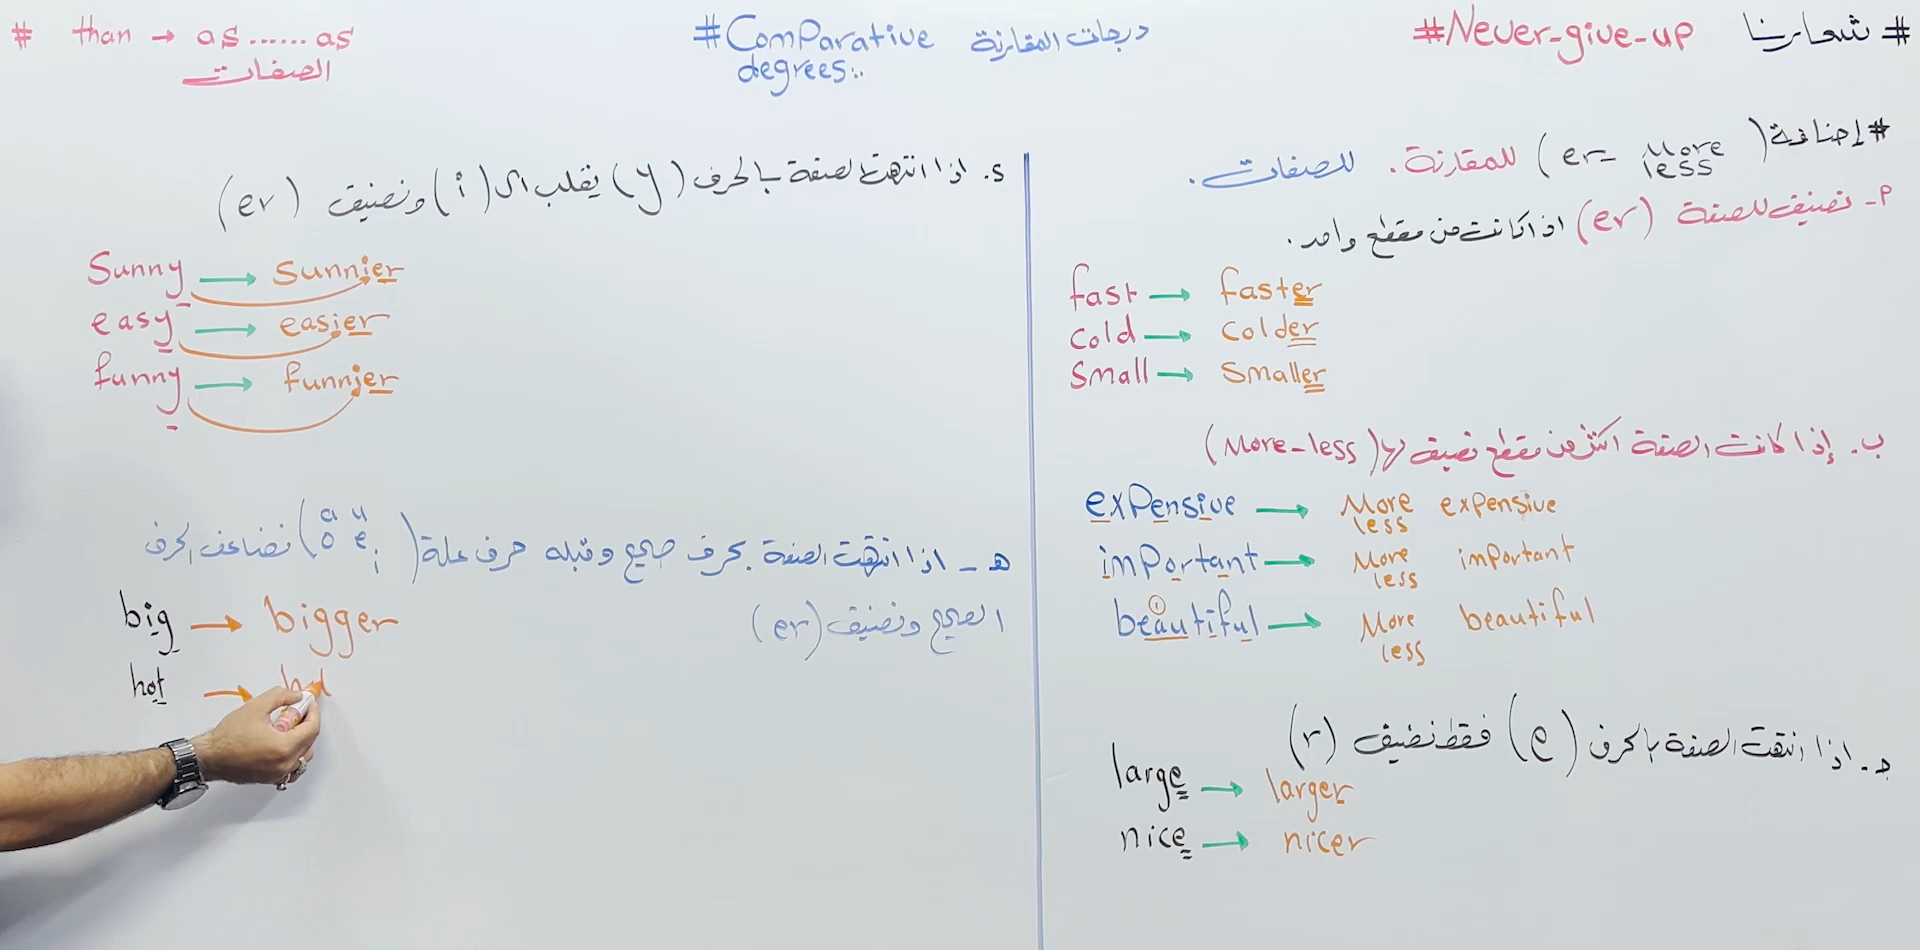 # شعارنا #Never-give-up
#Comparative درجات المقارنة
degrees:.
# than → as ...... as
الصفات
# إضافة (er- More less) للمقارنة. للصفات.
أ- نضيف للصفة (er) اذا كانت من مقطع واحد.
fast → faster
cold → colder
small → smaller
ب. إذا كانت الصفة اكثر من مقطع نضيف لها (More-less)
expensive → More less expensive
important → More less important
beautiful → More less beautiful
جـ. اذا انتهت الصفة بالحرف (e) فقط نضيف (r)
large → larger
nice → nicer
د. اذا انتهت الصفة بالحرف (y) يقلب الى (i) ونضيف (er)
Sunny → sunnier
easy → easier
funny → funnier
هـ - اذا انتهت الصفة بحرف صحيح وقبله حرف علة (a u o e i) نضاعف الحرف
الصحيح ونضيف (er)
big → bigger
hot → ho